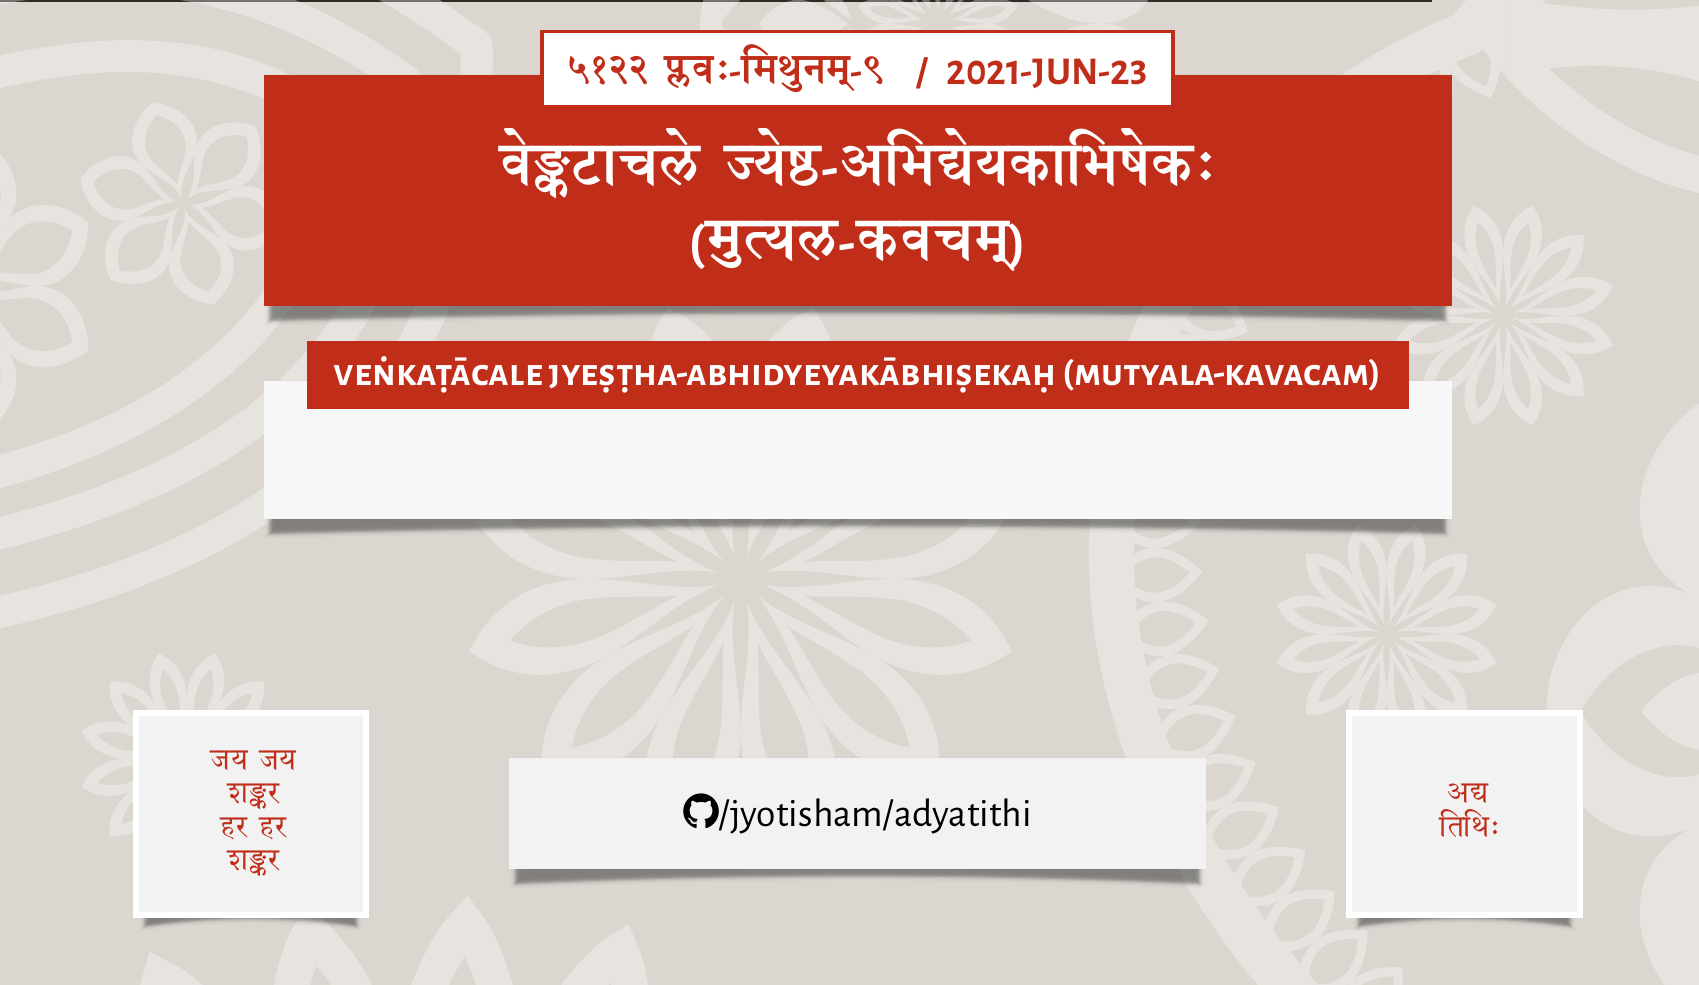 ५१२२ प्लवः-मिथुनम्-९ / 2021-JUN-23
वेङ्कटाचले ज्येष्ठ-अभिद्येयकाभिषेकः
(मुत्यल-कवचम्)
VEṄKAṬĀCALE JYEṢṬHA-ABHIDYEYAKĀBHIṢEKAḤ (MUTYALA-KAVACAM)
जय जय
शङ्कर
हर हर
शङ्कर
/jyotisham/adyatithi
अद्य
तिथिः